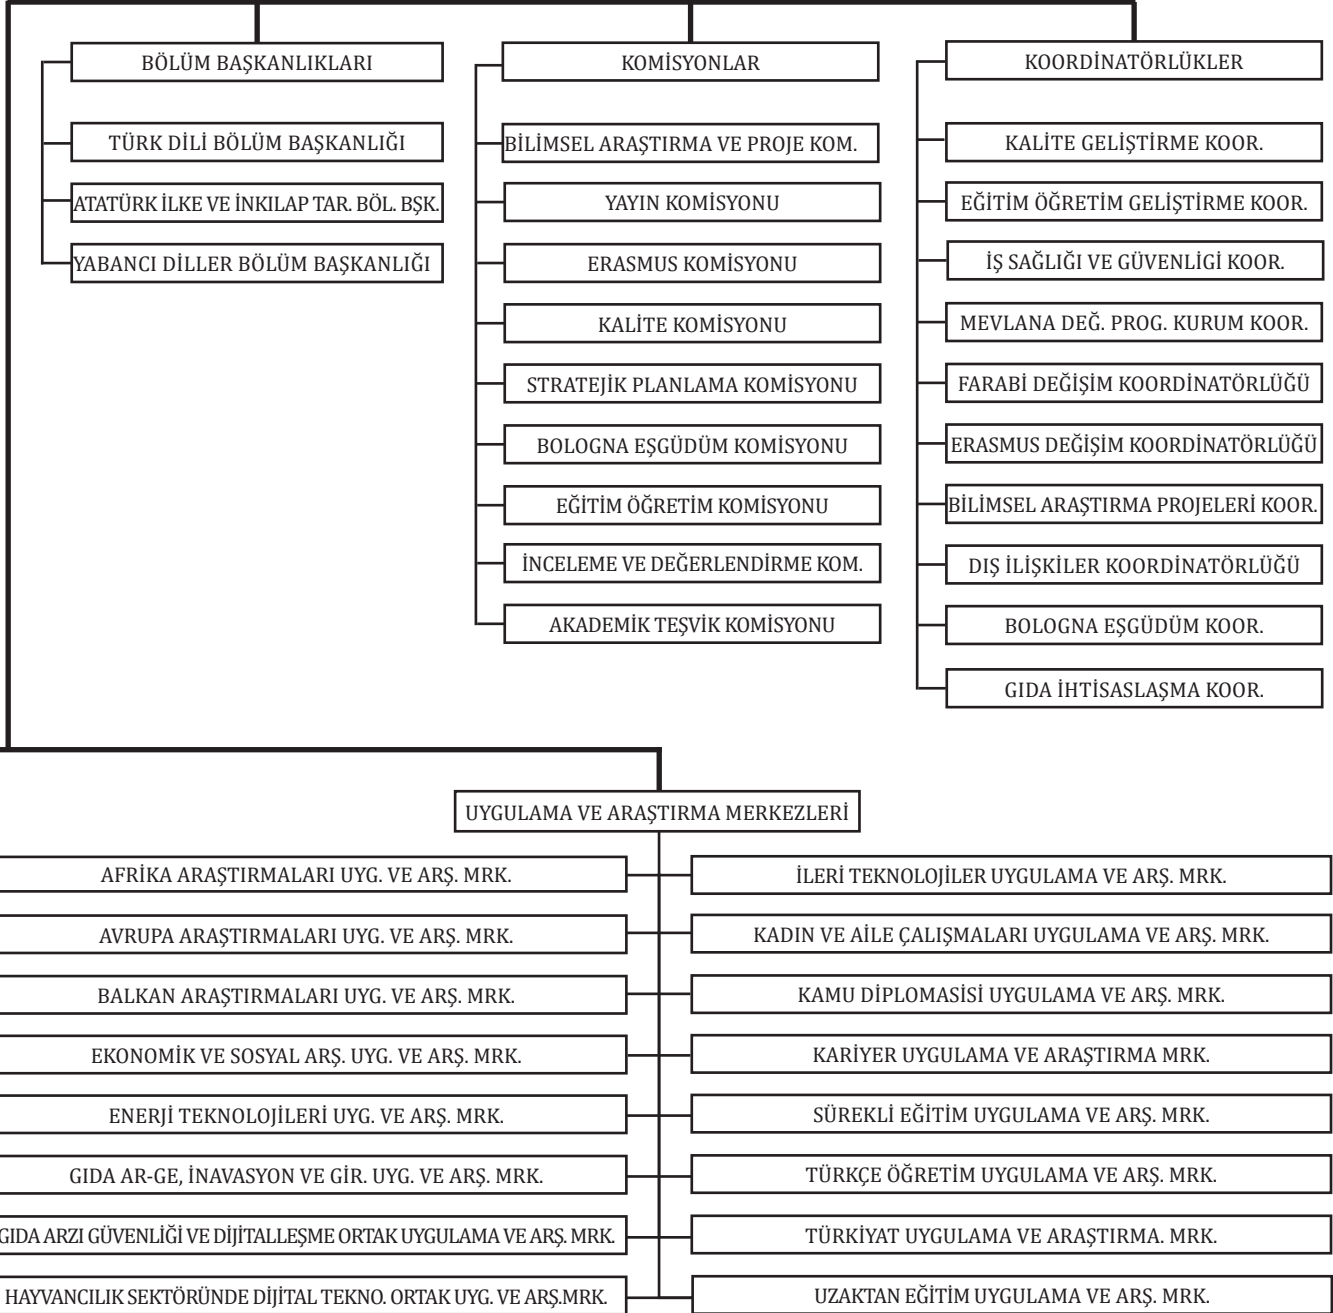 BÖLÜM BAŞKANLIKLARI
TÜRK DİLİ BÖLÜM BAŞKANLIĞI
ATATÜRK İLKE VE İNKILAP TAR. BÖL. BŞK.
YABANCI DİLLER BÖLÜM BAŞKANLIĞI
KOMİSYONLAR
BİLİMSEL ARAŞTIRMA VE PROJE KOM.
YAYIN KOMİSYONU
ERASMUS KOMİSYONU
KALİTE KOMİSYONU
STRATEJİK PLANLAMA KOMİSYONU
BOLOGNA EŞGÜDÜM KOMİSYONU
EĞİTİM ÖĞRETİM KOMİSYONU
İNCELEME VE DEĞERLENDİRME KOM.
AKADEMİK TEŞVİK KOMİSYONU
KOORDİNATÖRLÜKLER
KALİTE GELİŞTİRME KOOR.
EĞİTİM ÖĞRETİM GELİŞTİRME KOOR.
İŞ SAĞLIĞI VE GÜVENLİGİ KOOR.
MEVLANA DEĞ. PROG. KURUM KOOR.
FARABİ DEĞİŞİM KOORDİNATÖRLÜĞÜ
ERASMUS DEĞİŞİM KOORDİNATÖRLÜĞÜ
BİLİMSEL ARAŞTIRMA PROJELERİ KOOR.
DIŞ İLİŞKİLER KOORDİNATÖRLÜĞÜ
BOLOGNA EŞGÜDÜM KOOR.
GIDA İHTİSASLAŞMA KOOR.
UYGULAMA VE ARAŞTIRMA MERKEZLERİ
AFRİKA ARAŞTIRMALARI UYG. VE ARŞ. MRK.
AVRUPA ARAŞTIRMALARI UYG. VE ARŞ. MRK.
BALKAN ARAŞTIRMALARI UYG. VE ARŞ. MRK.
EKONOMİK VE SOSYAL ARŞ. UYG. VE ARŞ. MRK.
ENERJİ TEKNOLOJİLERİ UYG. VE ARŞ. MRK.
GIDA AR-GE, İNAVASYON VE GİR. UYG. VE ARŞ. MRK.
GIDA ARZI GÜVENLİĞİ VE DİJİTALLEŞME ORTAK UYGULAMA VE ARŞ. MRK.
HAYVANCILIK SEKTÖRÜNDE DİJİTAL TEKNO. ORTAK UYG. VE ARŞ.MRK.
İLERİ TEKNOLOJİLER UYGULAMA VE ARŞ. MRK.
KADIN VE AİLE ÇALIŞMALARI UYGULAMA VE ARŞ. MRK.
KAMU DİPLOMASİSİ UYGULAMA VE ARŞ. MRK.
KARİYER UYGULAMA VE ARAŞTIRMA MRK.
SÜREKLİ EĞİTİM UYGULAMA VE ARŞ. MRK.
TÜRKÇE ÖĞRETİM UYGULAMA VE ARŞ. MRK.
TÜRKİYAT UYGULAMA VE ARAŞTIRMA. MRK.
UZAKTAN EĞİTİM UYGULAMA VE ARŞ. MRK.